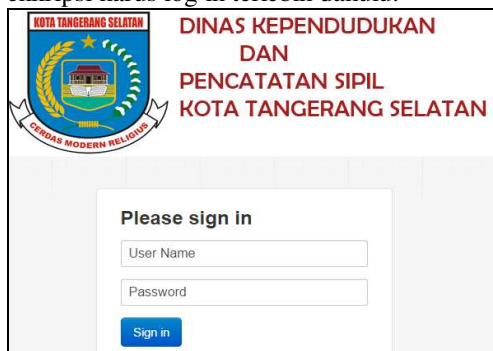 KOTA TANGERANG SELATAN
DINAS KEPENDUDUKAN
DAN
PENCATATAN SIPIL
KOTA TANGERANG SELATAN
CERDAS MODERN RELIGIUS
Please sign in
User Name
Password
Sign in